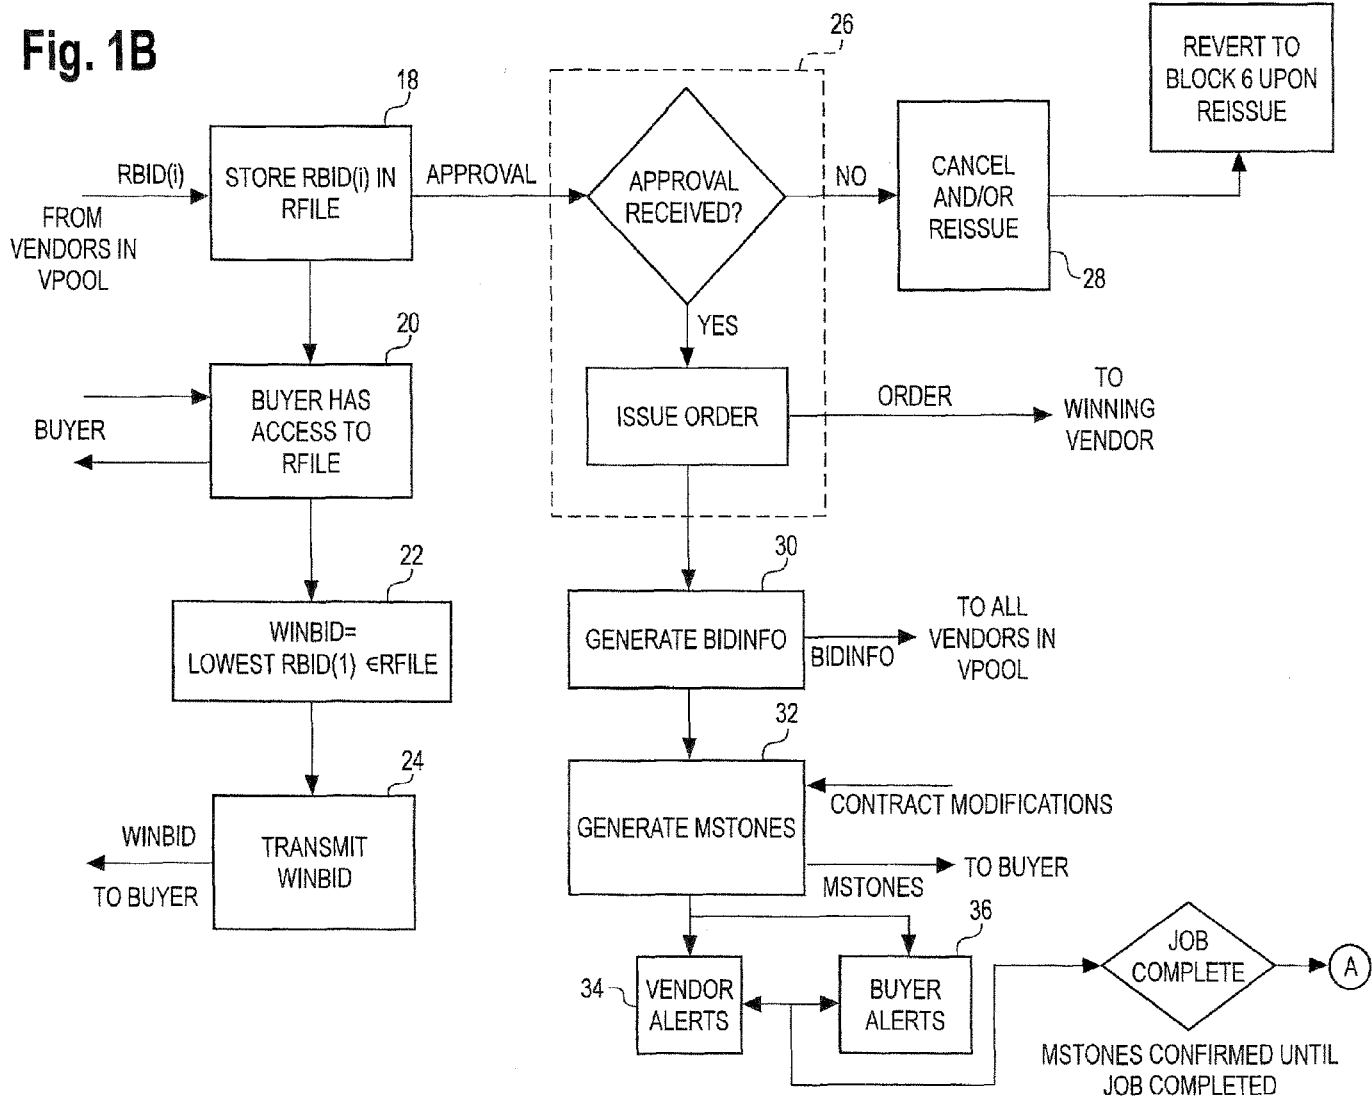 Fig. 1B
18
26
REVERT TO
BLOCK 6 UPON
REISSUE
RBID(i)
FROM
VENDORS IN
VPOOL
STORE RBID(i) IN
RFILE
APPROVAL
APPROVAL
RECEIVED?
NO
CANCEL
AND/OR
REISSUE
28
YES
20
BUYER
BUYER HAS
ACCESS TO
RFILE
ISSUE ORDER
ORDER
TO
WINNING
VENDOR
22
WINBID=
LOWEST RBID(1) ∈RFILE
30
GENERATE BIDINFO
BIDINFO
TO ALL
VENDORS IN
VPOOL
24
WINBID
TO BUYER
TRANSMIT
WINBID
32
GENERATE MSTONES
CONTRACT MODIFICATIONS
MSTONES
TO BUYER
34
VENDOR
ALERTS
36
BUYER
ALERTS
JOB
COMPLETE
A
MSTONES CONFIRMED UNTIL
JOB COMPLETED